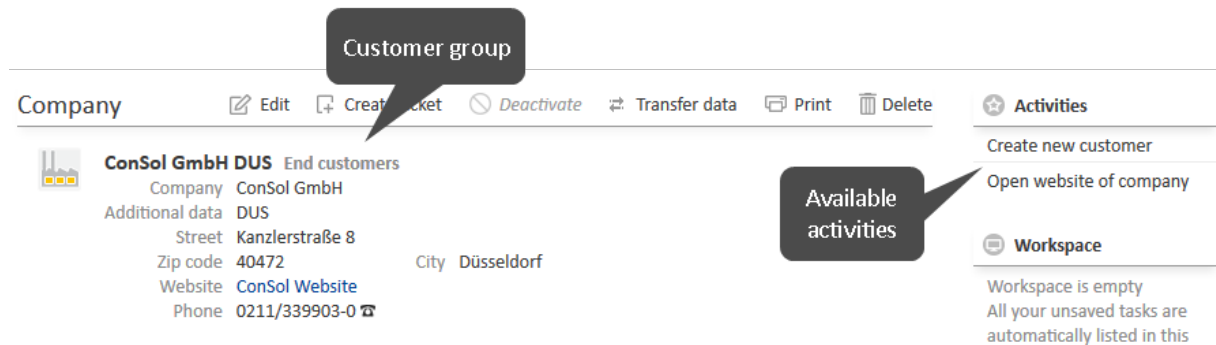 Customer group
Company Edit Create ticket Deactivate Transfer data Print Delete
Activities
Create new customer
Open website of company
Available
activities
ConSol GmbH DUS End customers
Company ConSol GmbH
Additional data DUS
Street Kanzlerstraße 8
Zip code 40472 City Düsseldorf
Website ConSol Website
Phone 0211/339903-0
Workspace
Workspace is empty
All your unsaved tasks are
automatically listed in this